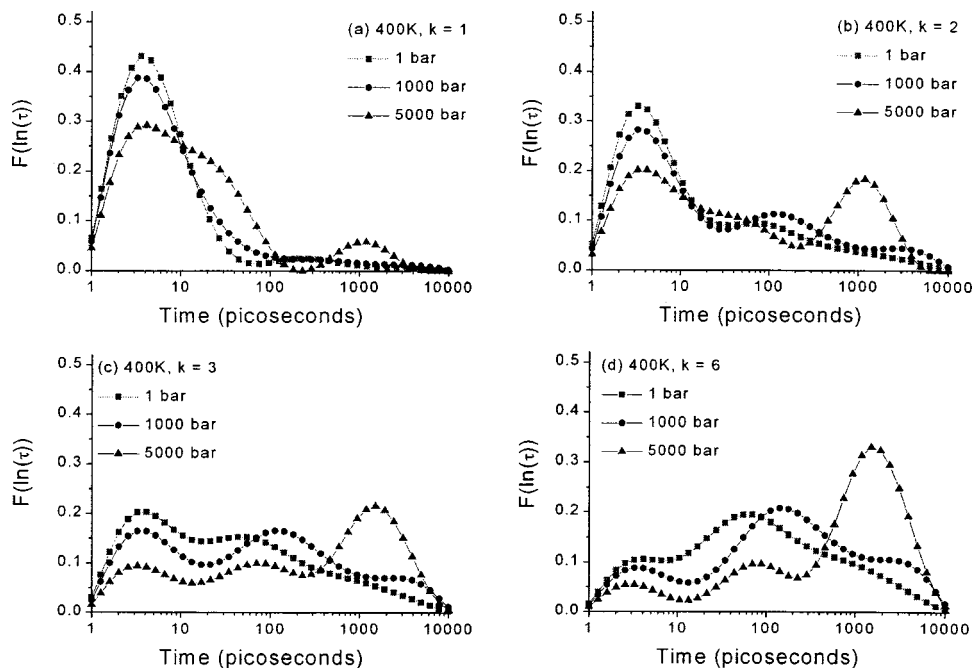 (a) 400K, k = 1
1 bar
1000 bar
5000 bar
F(ln(τ))
0.5
0.4
0.3
0.2
0.1
0.0
1
10
100
1000
10000
Time (picoseconds)
(b) 400K, k = 2
1 bar
1000 bar
5000 bar
F(ln(τ))
0.5
0.4
0.3
0.2
0.1
0.0
1
10
100
1000
10000
Time (picoseconds)
(c) 400K, k = 3
1 bar
1000 bar
5000 bar
F(ln(τ))
0.5
0.4
0.3
0.2
0.1
0.0
1
10
100
1000
10000
Time (picoseconds)
(d) 400K, k = 6
1 bar
1000 bar
5000 bar
F(ln(τ))
0.5
0.4
0.3
0.2
0.1
0.0
1
10
100
1000
10000
Time (picoseconds)